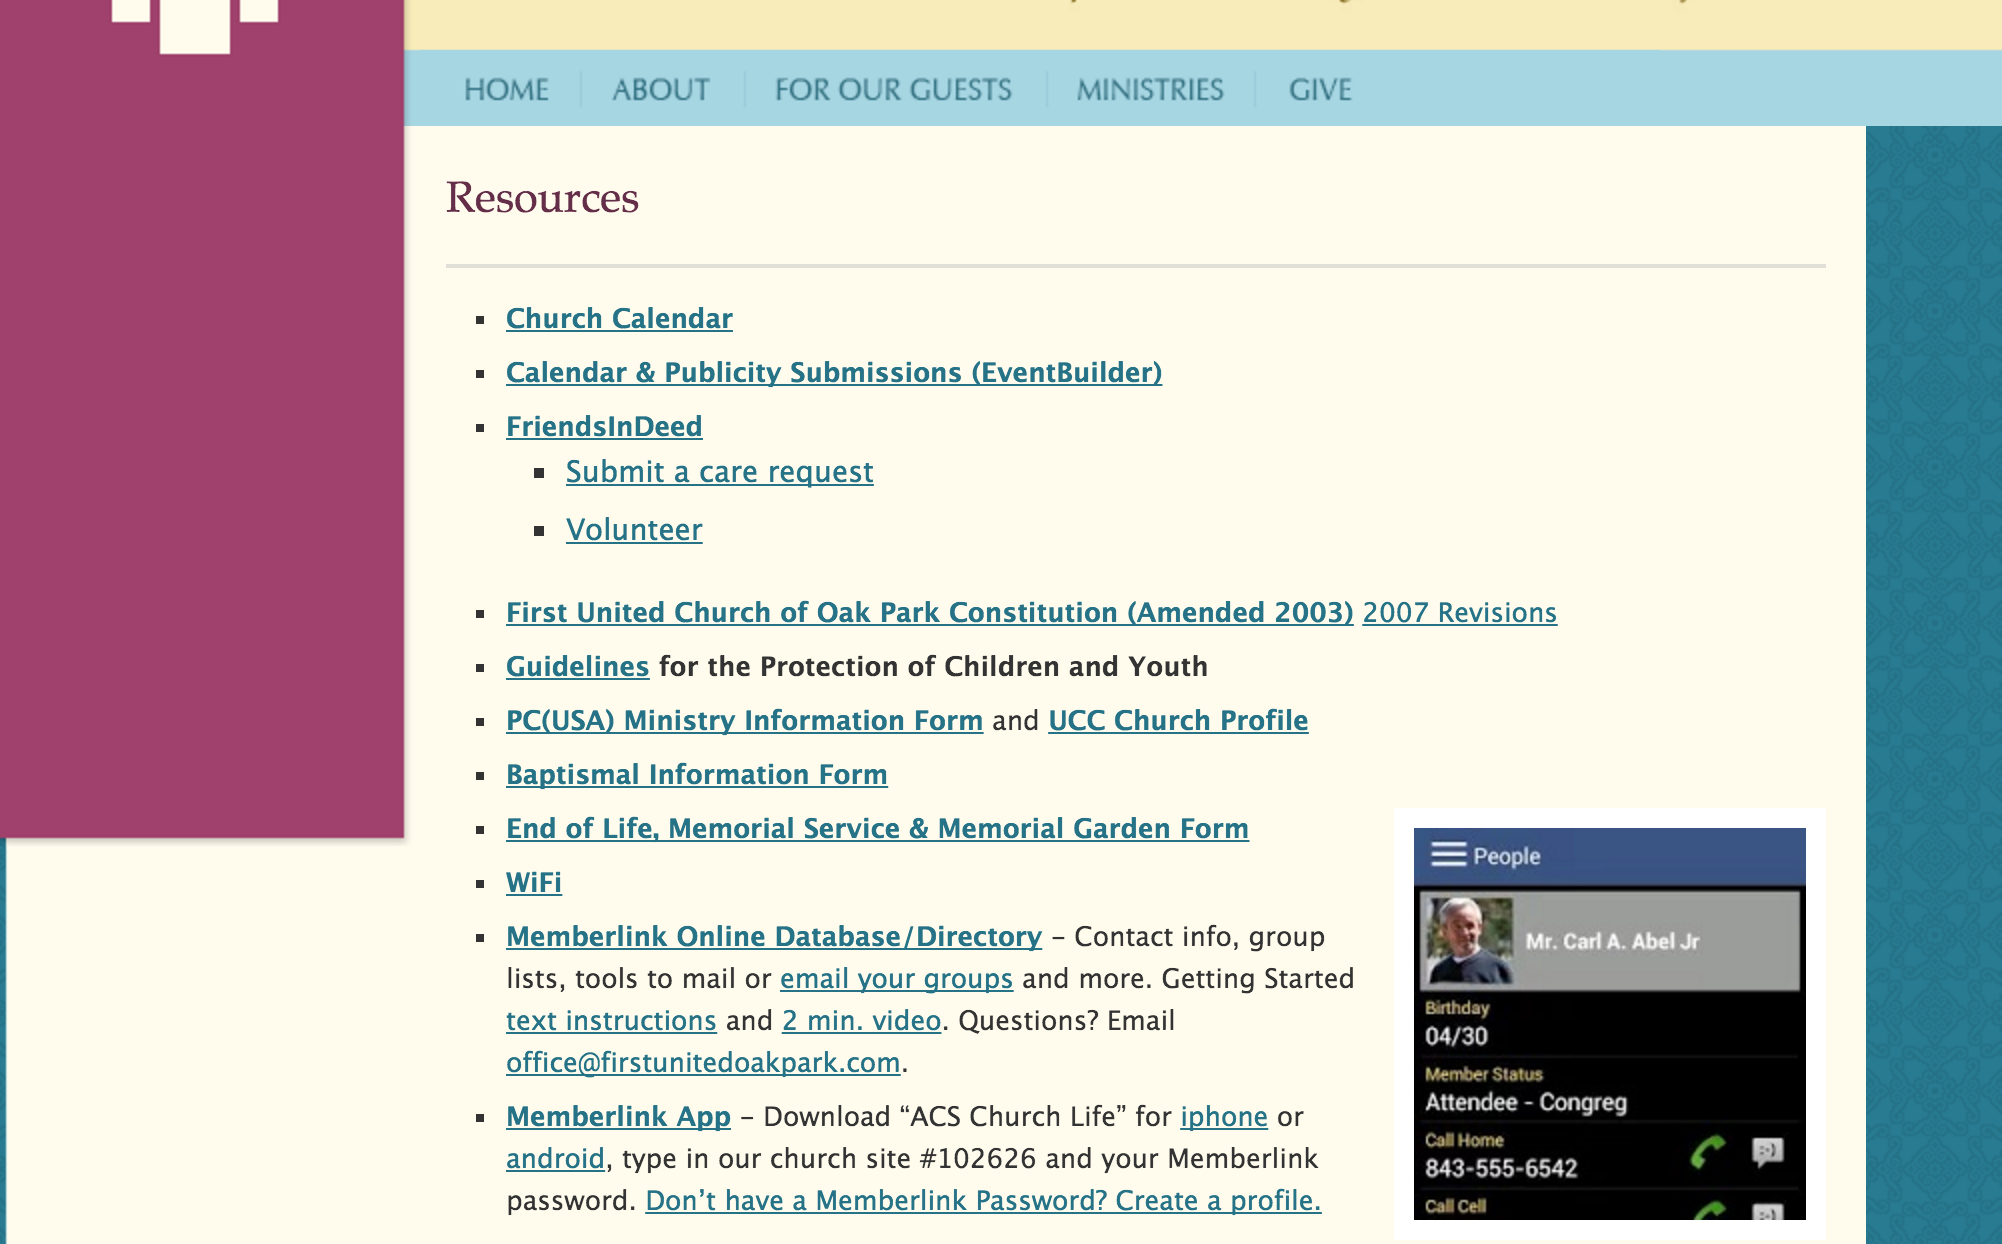 HOME
ABOUT
FOR OUR GUESTS
MINISTRIES
GIVE
Resources
Church Calendar
Calendar & Publicity Submissions (EventBuilder)
FriendsInDeed
Submit a care request
Volunteer
First United Church of Oak Park Constitution (Amended 2003) 2007 Revisions
Guidelines for the Protection of Children and Youth
PC(USA) Ministry Information Form and UCC Church Profile
Baptismal Information Form
End of Life, Memorial Service & Memorial Garden Form
WiFi
Memberlink Online Database/Directory – Contact info, group
lists, tools to mail or email your groups and more. Getting Started
text instructions and 2 min. video. Questions? Email
office@firstunitedoakpark.com.
Memberlink App – Download “ACS Church Life” for iphone or
android, type in our church site #102626 and your Memberlink
password. Don’t have a Memberlink Password? Create a profile.
People
Mr. Carl A. Abel Jr
Birthday
04/30
Member Status
Attendee - Congreg
Call Home
843-555-6542
Call Cell